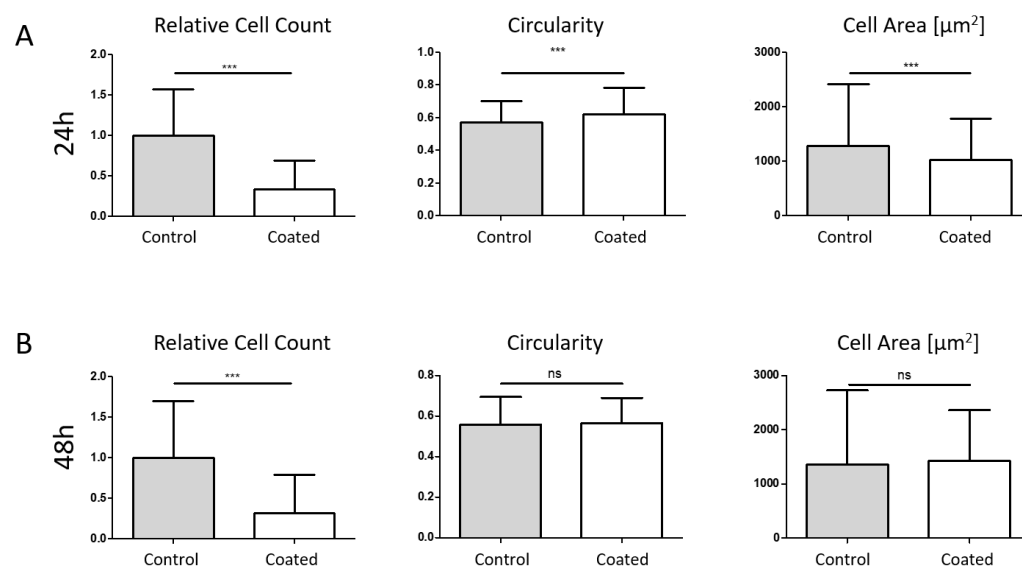 A
24h
Relative Cell Count
2.0
1.5
1.0
0.5
0.0
***
Control
Coated
Circularity
1.0
0.8
0.6
0.4
0.2
0.0
***
Control
Coated
Cell Area [µm²]
3000
2000
1000
0
***
Control
Coated
B
48h
Relative Cell Count
2.0
1.5
1.0
0.5
0.0
***
Control
Coated
Circularity
0.8
0.6
0.4
0.2
0.0
ns
Control
Coated
Cell Area [µm²]
3000
2000
1000
0
ns
Control
Coated